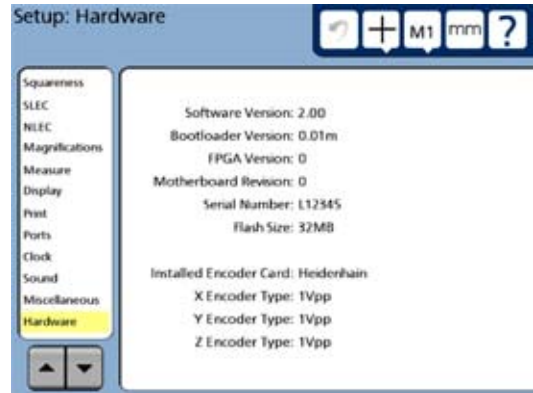 Setup: Hardware
M1
mm
?
Squareness
SLEC
NLEC
Magnifications
Measure
Display
Print
Ports
Clock
Sound
Miscellaneous
Hardware
Software Version: 2.00
Bootloader Version: 0.01m
FPGA Version: 0
Motherboard Revision: 0
Serial Number: L12345
Flash Size: 32MB
Installed Encoder Card: Heidenhain
X Encoder Type: 1Vpp
Y Encoder Type: 1Vpp
Z Encoder Type: 1Vpp